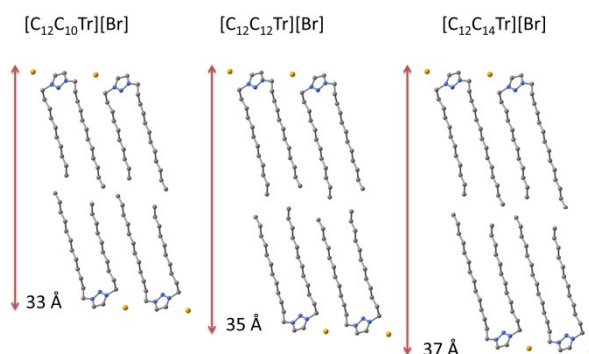 [C₁₂C₁₀Tr][Br]
[C₁₂C₁₂Tr][Br]
[C₁₂C₁₄Tr][Br]
33 Å
35 Å
37 Å